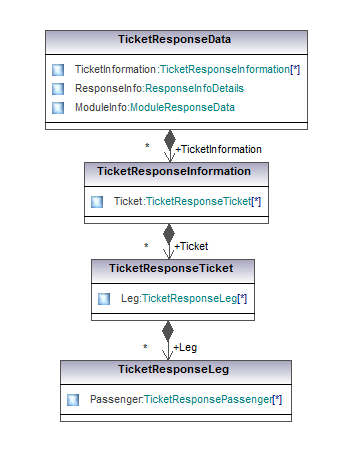 TicketResponseData
TicketInformation:TicketResponseInformation[*]
ResponseInfo:ResponseInfoDetails
ModuleInfo:ModuleResponseData
* +TicketInformation
TicketResponseInformation
Ticket:TicketResponseTicket[*]
* +Ticket
TicketResponseTicket
Leg:TicketResponseLeg[*]
* +Leg
TicketResponseLeg
Passenger:TicketResponsePassenger[*]